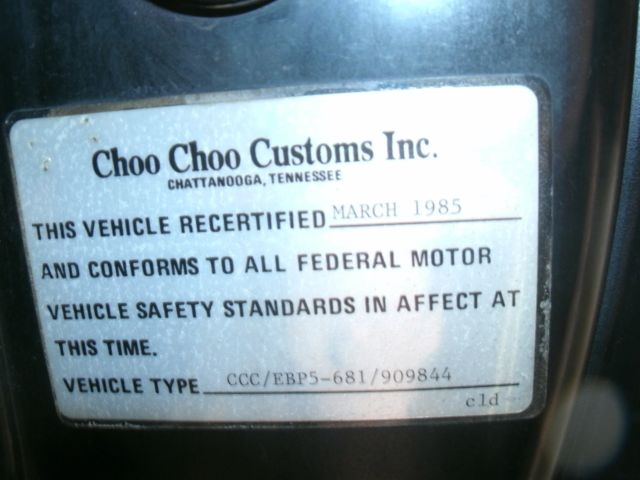 Choo Choo Customs Inc.
CHATTANOOGA, TENNESSEE
THIS VEHICLE RECERTIFIED MARCH 1985
AND CONFORMS TO ALL FEDERAL MOTOR
VEHICLE SAFETY STANDARDS IN AFFECT AT
THIS TIME.
VEHICLE TYPE CCC/EBP5-681/909844
cld